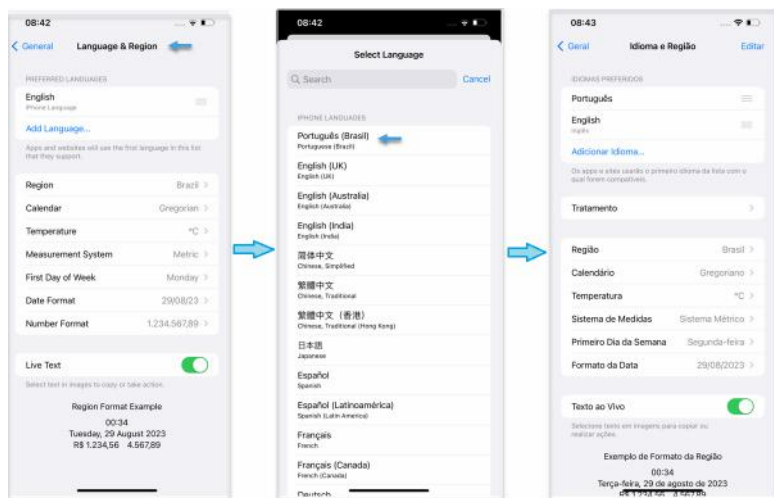 08:42
General
Language & Region
PREFERRED LANGUAGES
English
iPhone Language
Add Language...
Apps and websites will use the first language in this list
that they support.
Region Brazil
Calendar Gregorian
Temperature °C
Measurement System Metric
First Day of Week Monday
Date Format 29/08/23
Number Format 1.234.567,89
Live Text
Select text in images to copy or take action.
Region Format Example
00:34
Tuesday, 29 August 2023
R$ 1.234,56 4.567,89
08:42
Select Language
Search Cancel
IPHONE LANGUAGES
Português (Brasil)
Portuguese (Brazil)
English (UK)
English (UK)
English (Australia)
English (Australia)
English (India)
English (India)
简体中文
Chinese, Simplified
繁體中文
Chinese, Traditional
繁體中文 (香港)
Chinese, Traditional (Hong Kong)
日本語
Japanese
Español
Spanish
Español (Latinoamérica)
Spanish (Latin America)
Français
French
Français (Canada)
French (Canada)
Deutsch
08:43
Geral
Idioma e Região
Editar
IDIOMAS PREFERIDOS
Português
English
Inglês
Adicionar Idioma...
Os apps e sites usarão o primeiro idioma da lista com o
qual forem compatíveis.
Tratamento
Região Brasil
Calendário Gregoriano
Temperatura °C
Sistema de Medidas Sistema Métrico
Primeiro Dia da Semana Segunda-feira
Formato da Data 29/08/2023
Texto ao Vivo
Selecione texto em imagens para copiar ou
realizar ações.
Exemplo de Formato da Região
00:34
Terça-feira, 29 de agosto de 2023
R$ 1.234,56 4.567,89